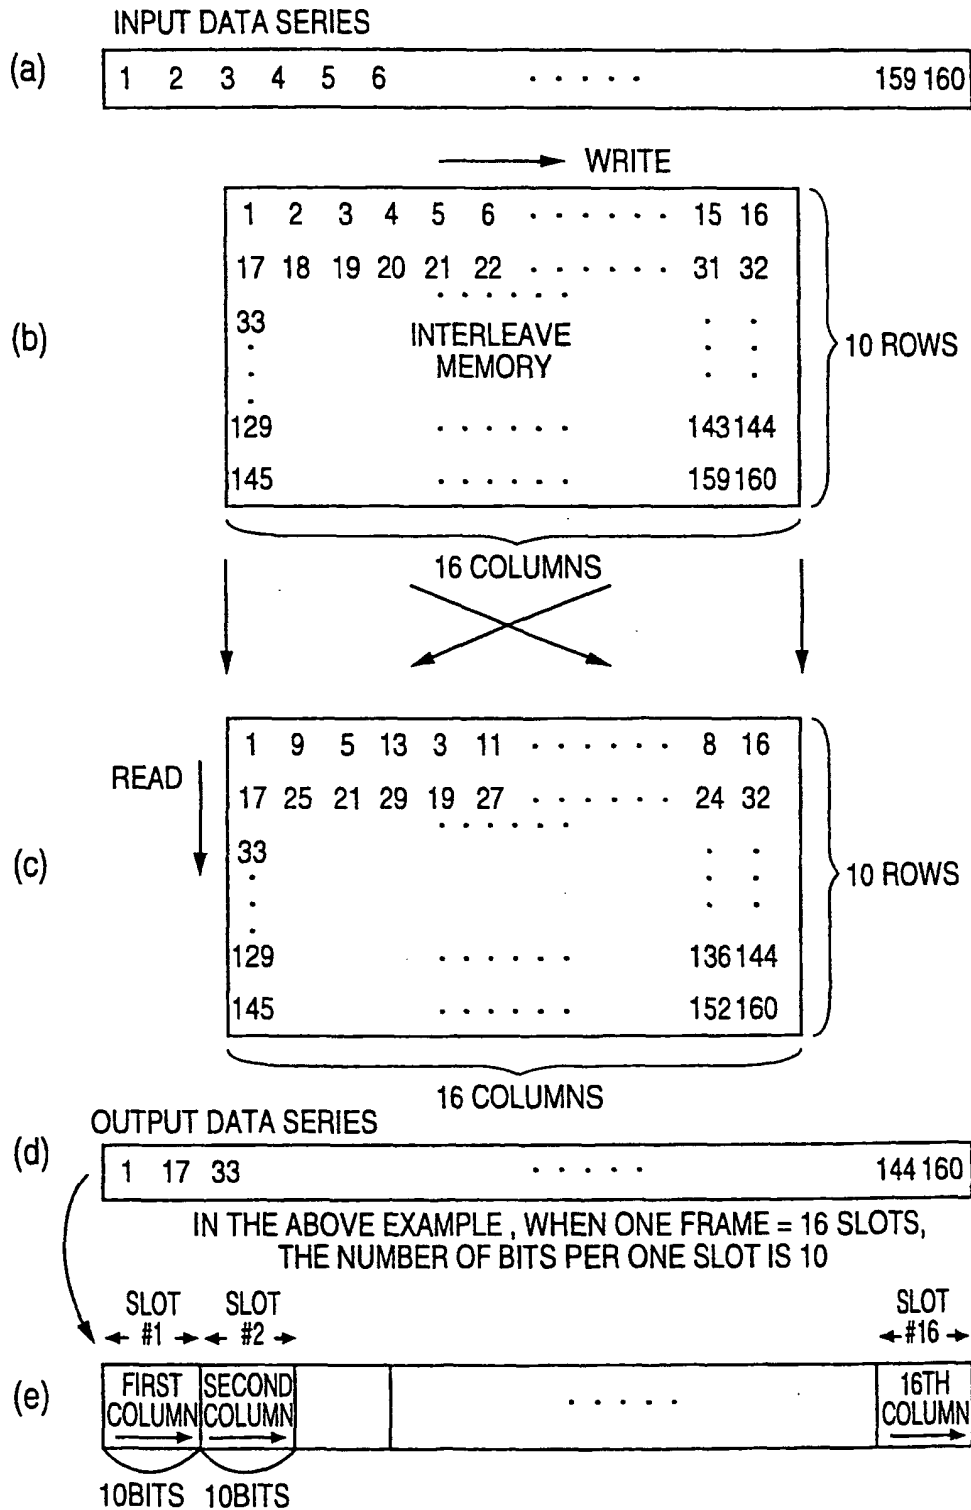 INPUT DATA SERIES
(a)
1 2 3 4 5 6 · · · · · 159 160
WRITE
1 2 3 4 5 6 · · · · · · 15 16
17 18 19 20 21 22 · · · · · · 31 32
· · · · · ·
33
(b)
INTERLEAVE
MEMORY
10 ROWS
129 · · · · · · 143 144
145 · · · · · · 159 160
16 COLUMNS
1 9 5 13 3 11 · · · · · · 8 16
READ
17 25 21 29 19 27 · · · · · · 24 32
· · · · · ·
33
(c)
10 ROWS
129 · · · · · · 136 144
145 · · · · · · 152 160
16 COLUMNS
OUTPUT DATA SERIES
(d)
1 17 33 · · · · · 144 160
IN THE ABOVE EXAMPLE, WHEN ONE FRAME = 16 SLOTS,
THE NUMBER OF BITS PER ONE SLOT IS 10
SLOT #1
SLOT #2
SLOT #16
(e)
FIRST COLUMN
SECOND COLUMN
· · · · ·
16TH COLUMN
10BITS 10BITS